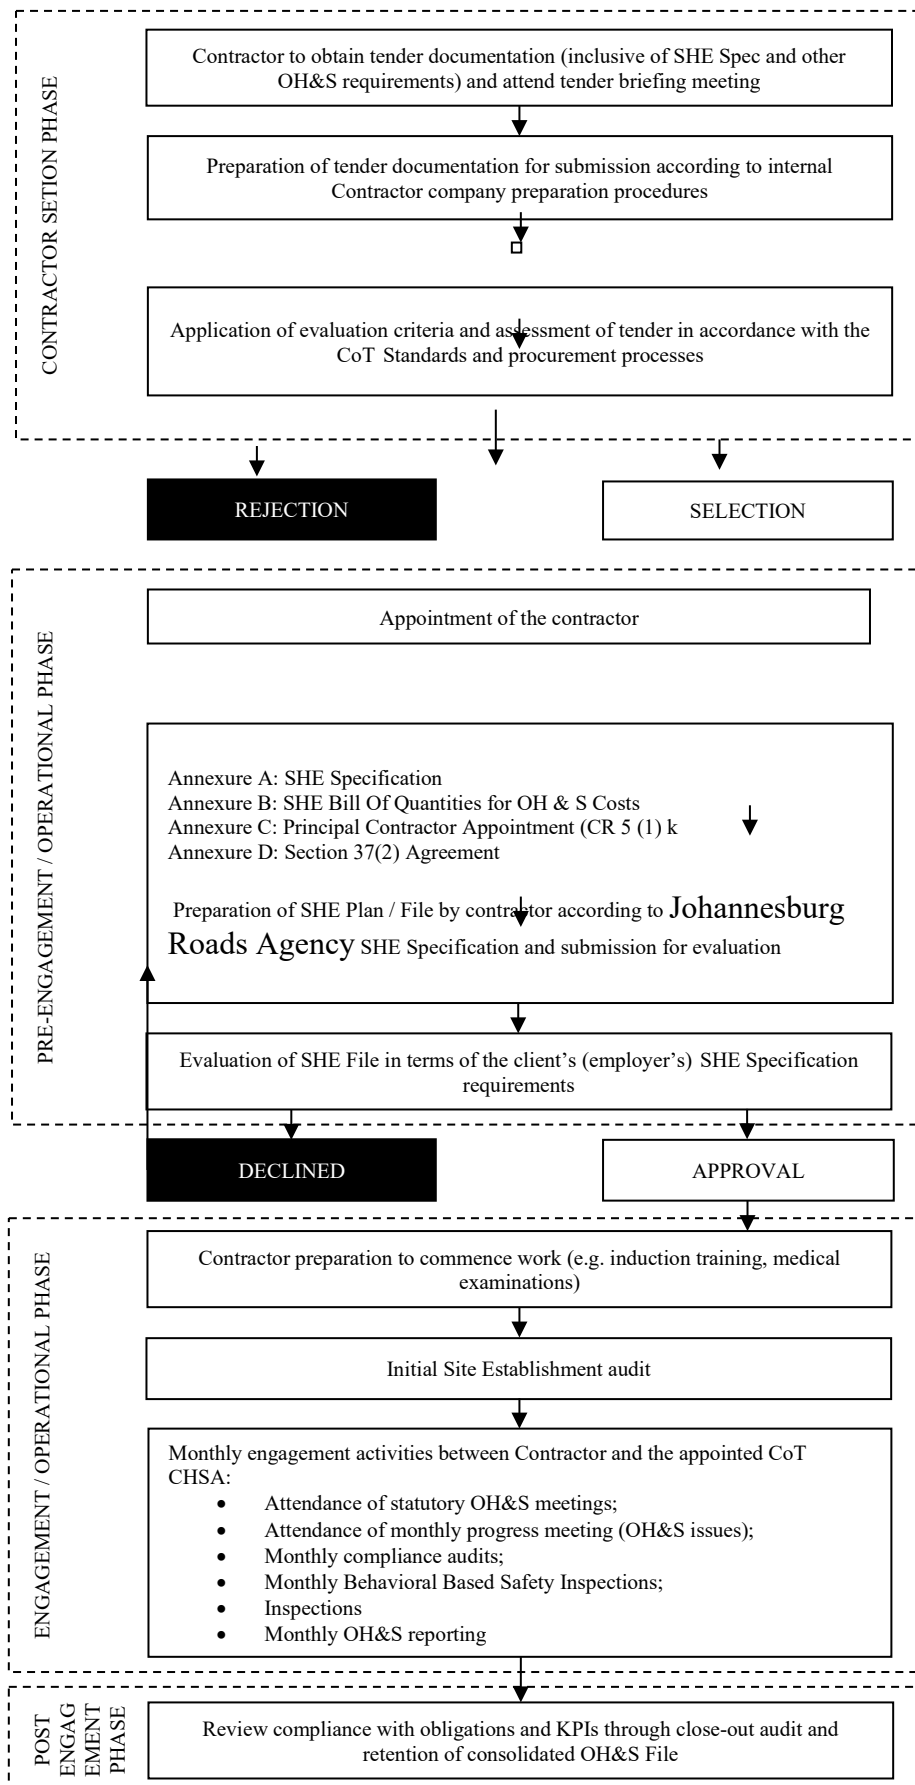 CONTRACTOR SETION PHASE
Contractor to obtain tender documentation (inclusive of SHE Spec and other
OH&S requirements) and attend tender briefing meeting
Preparation of tender documentation for submission according to internal
Contractor company preparation procedures
Application of evaluation criteria and assessment of tender in accordance with the
CoT Standards and procurement processes
REJECTION
SELECTION
PRE-ENGAGEMENT / OPERATIONAL PHASE
Appointment of the contractor
Annexure A: SHE Specification
Annexure B: SHE Bill Of Quantities for OH & S Costs
Annexure C: Principal Contractor Appointment (CR 5 (1) k
Annexure D: Section 37(2) Agreement
Preparation of SHE Plan / File by contractor according to Johannesburg
Roads Agency SHE Specification and submission for evaluation
Evaluation of SHE File in terms of the client's (employer's) SHE Specification
requirements
DECLINED
APPROVAL
ENGAGEMENT / OPERATIONAL PHASE
Contractor preparation to commence work (e.g. induction training, medical
examinations)
Initial Site Establishment audit
Monthly engagement activities between Contractor and the appointed CoT
CHSA:
• Attendance of statutory OH&S meetings;
• Attendance of monthly progress meeting (OH&S issues);
• Monthly compliance audits;
• Monthly Behavioral Based Safety Inspections;
• Inspections
• Monthly OH&S reporting
POST
ENGAG
EMENT
PHASE
Review compliance with obligations and KPIs through close-out audit and
retention of consolidated OH&S File